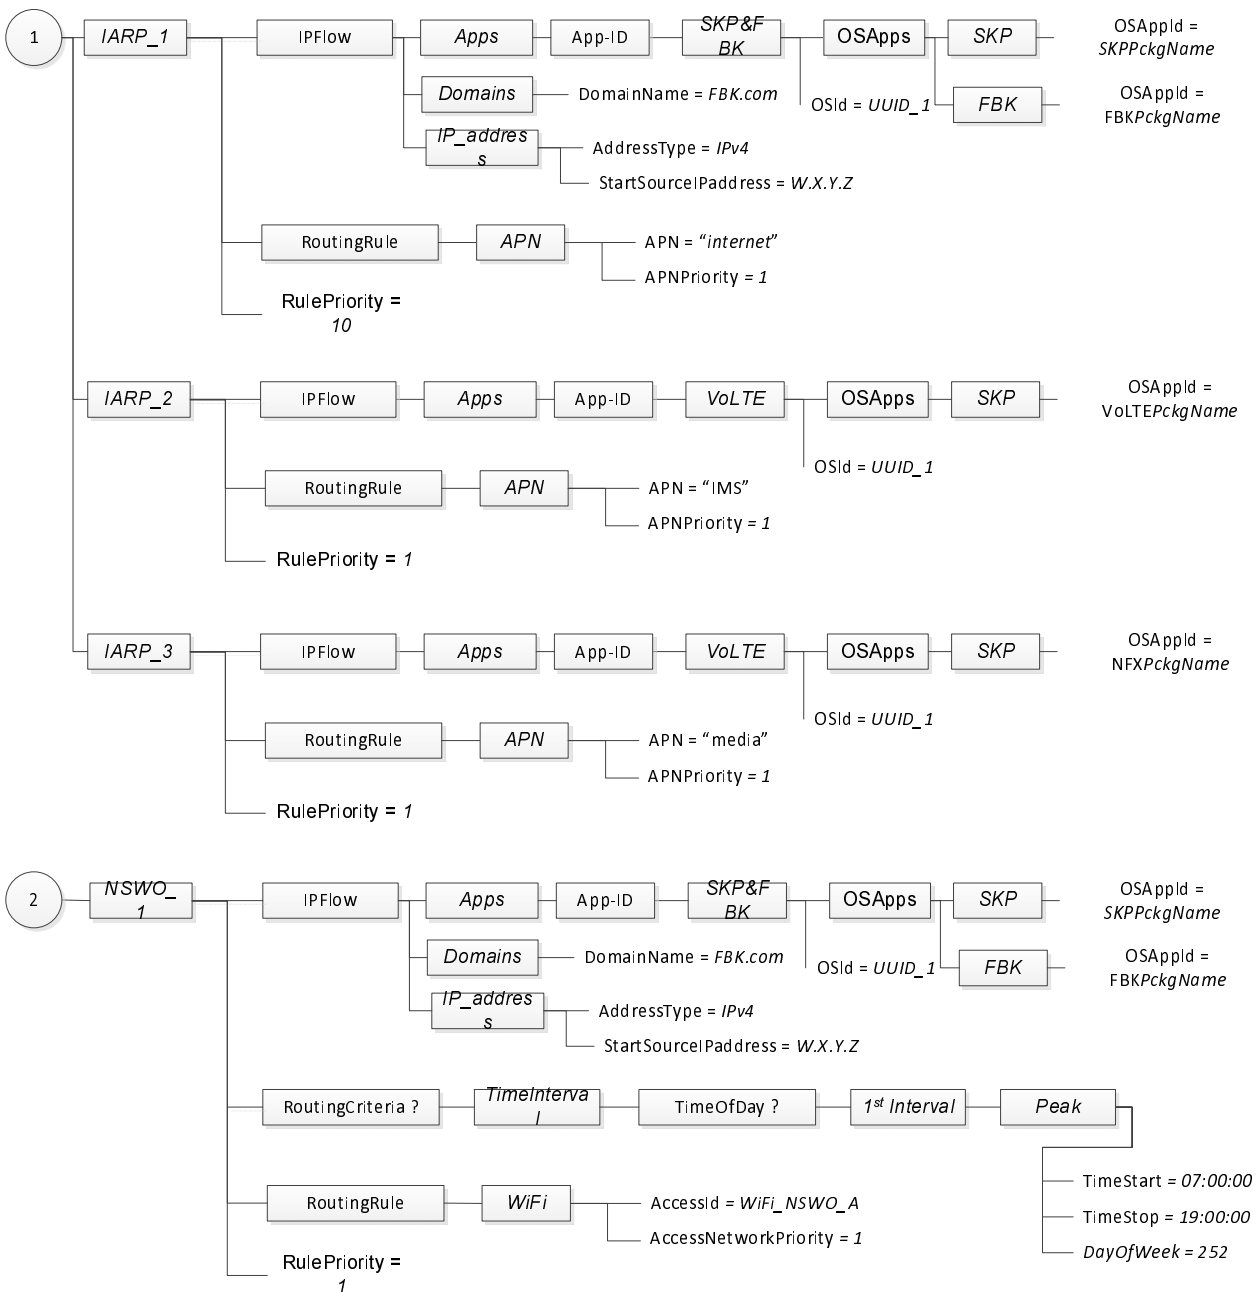 1
IARP_1
IPFlow
Apps
App-ID
SKP&F
BK
OSApps
SKP
OSAppId =
SKPPckgName
Domains
DomainName = FBK.com
OSId = UUID_1
FBK
OSAppId =
FBKPckgName
IP_addres
s
AddressType = IPv4
StartSourceIPaddress = W.X.Y.Z
RoutingRule
APN
APN = “internet”
APNPriority = 1
RulePriority =
10
IARP_2
IPFlow
Apps
App-ID
VoLTE
OSApps
SKP
OSAppId =
VoLTEPckgName
OSId = UUID_1
RoutingRule
APN
APN = “IMS”
APNPriority = 1
RulePriority = 1
IARP_3
IPFlow
Apps
App-ID
VoLTE
OSApps
SKP
OSAppId =
NFXPckgName
OSId = UUID_1
RoutingRule
APN
APN = “media”
APNPriority = 1
RulePriority = 1
2
NSWO_
1
IPFlow
Apps
App-ID
SKP&F
BK
OSApps
SKP
OSAppId =
SKPPckgName
Domains
DomainName = FBK.com
OSId = UUID_1
FBK
OSAppId =
FBKPckgName
IP_addres
s
AddressType = IPv4
StartSourceIPaddress = W.X.Y.Z
RoutingCriteria ?
TimeInterva
l
TimeOfDay ?
1st Interval
Peak
TimeStart = 07:00:00
TimeStop = 19:00:00
DayOfWeek = 252
RoutingRule
WiFi
AccessId = WiFi_NSWO_A
AccessNetworkPriority = 1
RulePriority =
1